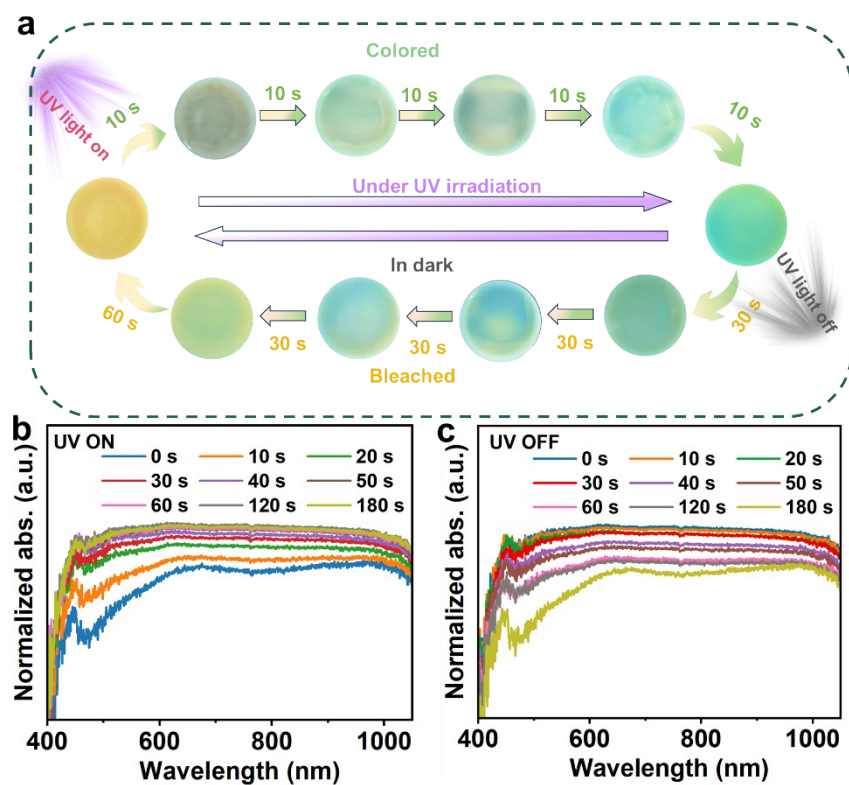 a
Colored
UV light on
10 s
10 s
10 s
10 s
10 s
Under UV irradiation
In dark
UV light off
60 s
30 s
30 s
30 s
30 s
Bleached
b
UV ON
0 s 10 s 20 s
30 s 40 s 50 s
60 s 120 s 180 s
Normalized abs. (a.u.)
400 600 800 1000
Wavelength (nm)
c
UV OFF
0 s 10 s 20 s
30 s 40 s 50 s
60 s 120 s 180 s
Normalized abs. (a.u.)
400 600 800 1000
Wavelength (nm)